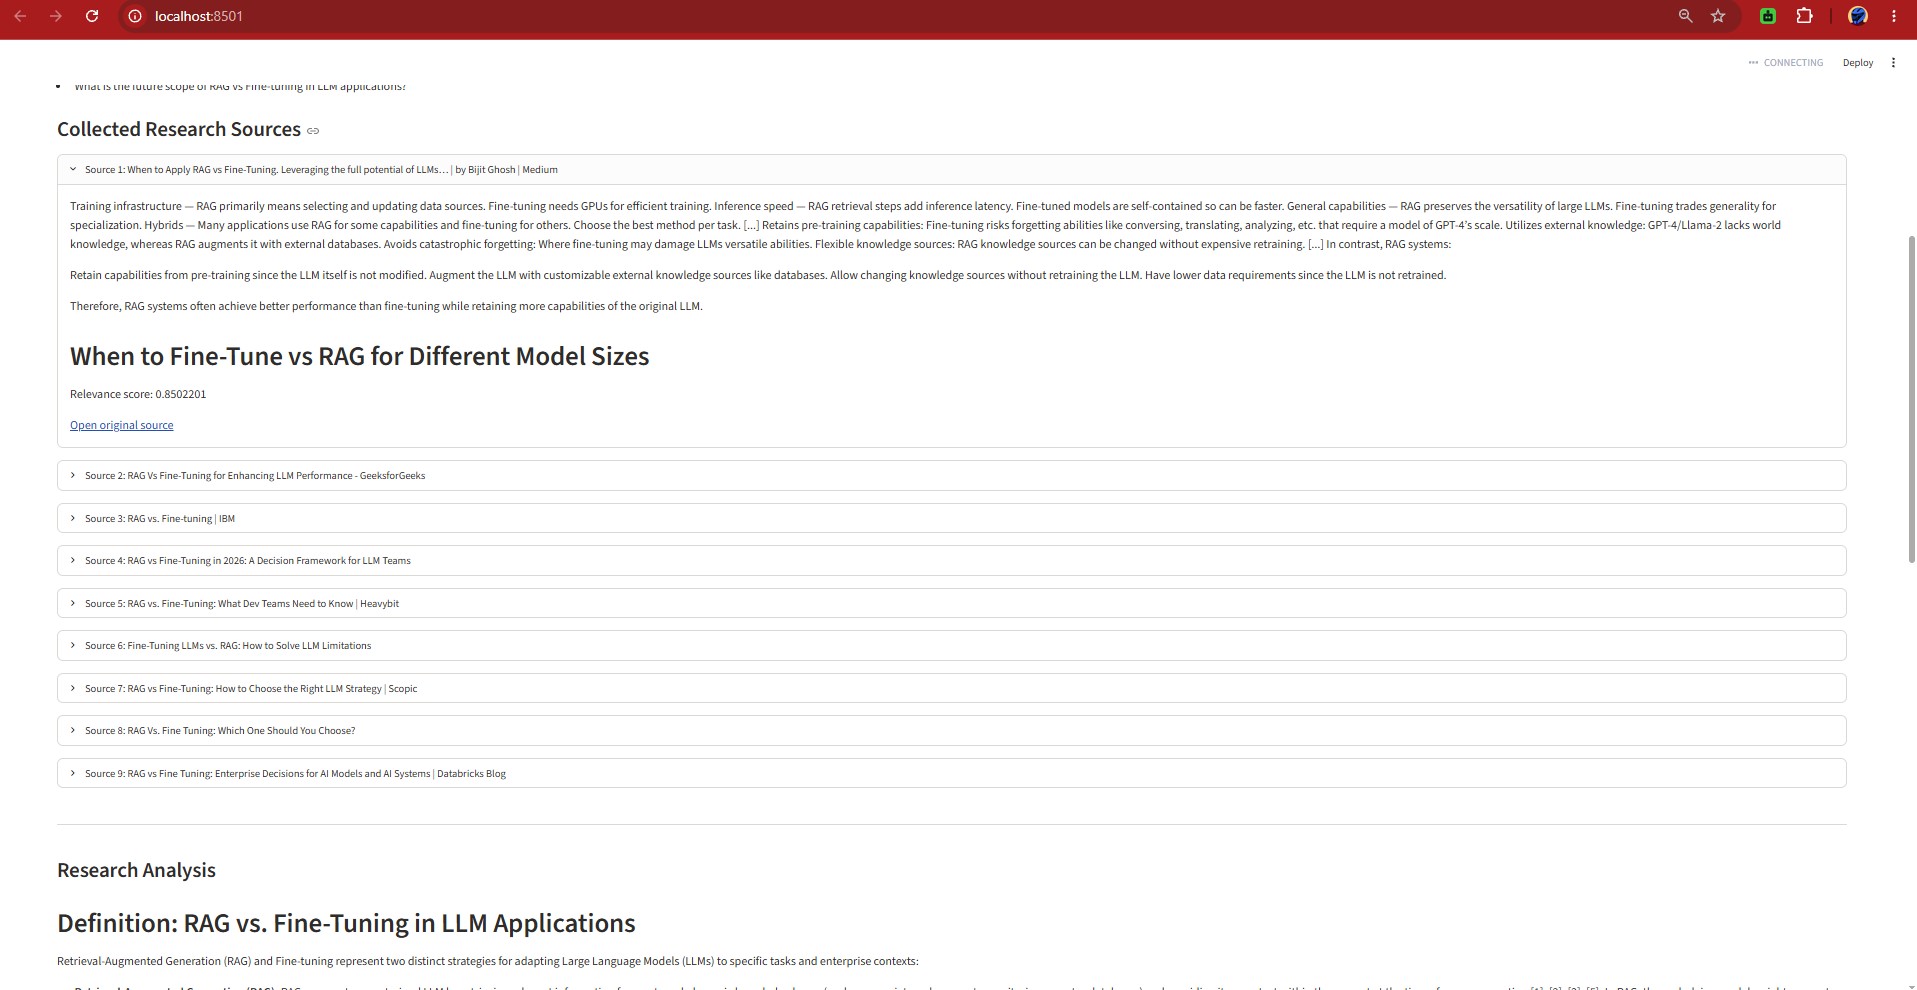 localhost:8501
CONNECTING Deploy
What is the future scope of RAG vs Fine-tuning in LLM applications?
Collected Research Sources
Source 1: When to Apply RAG vs Fine-Tuning. Leveraging the full potential of LLMs… | by Bijit Ghosh | Medium
Training infrastructure — RAG primarily means selecting and updating data sources. Fine-tuning needs GPUs for efficient training. Inference speed — RAG retrieval steps add inference latency. Fine-tuned models are self-contained so can be faster. General capabilities — RAG preserves the versatility of large LLMs. Fine-tuning trades generality for
specialization. Hybrids — Many applications use RAG for some capabilities and fine-tuning for others. Choose the best method per task. [...] Retains pre-training capabilities: Fine-tuning risks forgetting abilities like conversing, translating, analyzing, etc. that require a model of GPT-4's scale. Utilizes external knowledge: GPT-4/Llama-2 lacks world
knowledge, whereas RAG augments it with external databases. Avoids catastrophic forgetting: Where fine-tuning may damage LLMs versatile abilities. Flexible knowledge sources: RAG knowledge sources can be changed without expensive retraining. [...] In contrast, RAG systems:
Retain capabilities from pre-training since the LLM itself is not modified. Augment the LLM with customizable external knowledge sources like databases. Allow changing knowledge sources without retraining the LLM. Have lower data requirements since the LLM is not retrained.
Therefore, RAG systems often achieve better performance than fine-tuning while retaining more capabilities of the original LLM.
When to Fine-Tune vs RAG for Different Model Sizes
Relevance score: 0.8502201
Open original source
Source 2: RAG Vs Fine-Tuning for Enhancing LLM Performance - GeeksforGeeks
Source 3: RAG vs. Fine-tuning | IBM
Source 4: RAG vs Fine-Tuning in 2026: A Decision Framework for LLM Teams
Source 5: RAG vs. Fine-Tuning: What Dev Teams Need to Know | Heavybit
Source 6: Fine-Tuning LLMs vs. RAG: How to Solve LLM Limitations
Source 7: RAG vs Fine-Tuning: How to Choose the Right LLM Strategy | Scopic
Source 8: RAG Vs. Fine Tuning: Which One Should You Choose?
Source 9: RAG vs Fine Tuning: Enterprise Decisions for AI Models and AI Systems | Databricks Blog
Research Analysis
Definition: RAG vs. Fine-Tuning in LLM Applications
Retrieval-Augmented Generation (RAG) and Fine-tuning represent two distinct strategies for adapting Large Language Models (LLMs) to specific tasks and enterprise contexts: